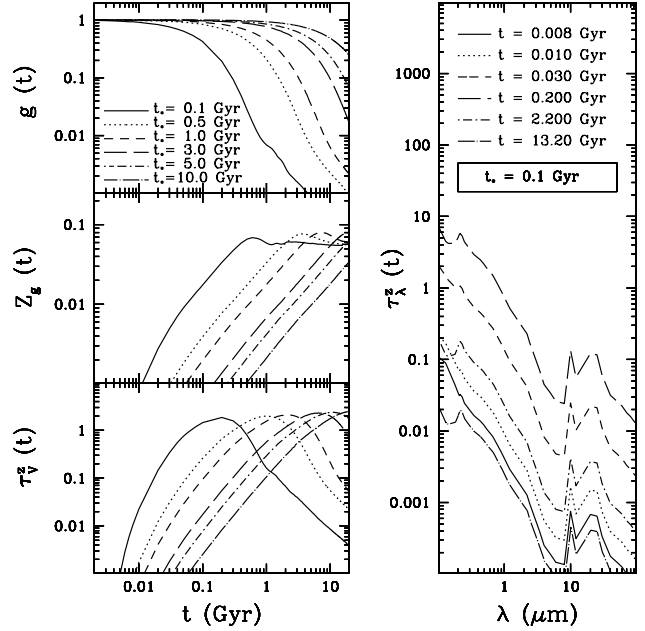 g (t)
1
0.1
0.01
t* = 0.1 Gyr
t* = 0.5 Gyr
t* = 1.0 Gyr
t* = 3.0 Gyr
t* = 5.0 Gyr
t* =10.0 Gyr
Z_g (t)
0.1
0.01
τ_V^z (t)
1
0.1
0.01
0.01
0.1
1
10
t (Gyr)
τ_λ^z (t)
1000
100
10
1
0.1
0.01
0.001
t = 0.008 Gyr
t = 0.010 Gyr
t = 0.030 Gyr
t = 0.200 Gyr
t = 2.200 Gyr
t = 13.20 Gyr
t* = 0.1 Gyr
1
10
λ (μm)